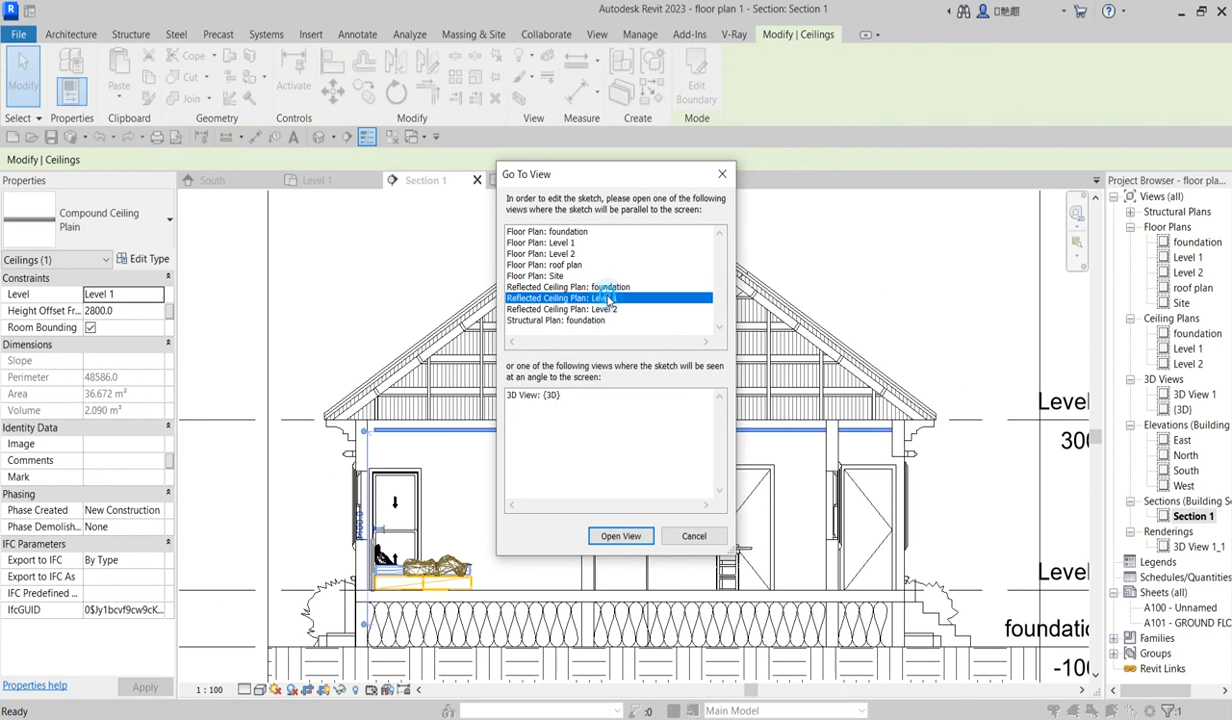 Autodesk Revit 2023 - floor plan 1 - Section: Section 1
File Architecture Structure Steel Precast Systems Insert Annotate Analyze Massing & Site Collaborate View Manage Add-Ins V-Ray Modify | Ceilings
Modify
Paste
Cope
Cut
Join
Activate
Edit
Boundary
Select Properties Clipboard Geometry Controls Modify View Measure Create Mode
Modify | Ceilings
Properties
South
Level 1
Section 1
Compound Ceiling
Plain
Ceilings (1)
Edit Type
Constraints
Level Level 1
Height Offset Fr... 2800.0
Room Bounding
Dimensions
Slope
Perimeter 48586.0
Area 36.672 m²
Volume 2.090 m³
Identity Data
Image
Comments
Mark
Phasing
Phase Created New Construction
Phase Demolish... None
IFC Parameters
Export to IFC By Type
Export to IFC As
IFC Predefined ...
IfcGUID 0$Jy1bcvf9cw9cK...
Properties help
Apply
Go To View
In order to edit the sketch, please open one of the following
views where the sketch will be parallel to the screen:
Floor Plan: foundation
Floor Plan: Level 1
Floor Plan: Level 2
Floor Plan: roof plan
Floor Plan: Site
Reflected Ceiling Plan: foundation
Reflected Ceiling Plan:
Reflected Ceiling Plan: Level 2
Structural Plan: foundation
or one of the following views where the sketch will be seen
at an angle to the screen:
3D View: {3D}
Open View
Cancel
Level
300
Level
foundatio
-100
1 : 100
Project Browser - floor pla...
Views (all)
Structural Plans
Floor Plans
foundation
Level 1
Level 2
roof plan
Site
Ceiling Plans
foundation
Level 1
Level 2
3D Views
3D View 1
{3D}
Elevations (Building
East
North
South
West
Sections (Building S
Section 1
Renderings
3D View 1_1
Legends
Schedules/Quantities
Sheets (all)
A100 - Unnamed
A101 - GROUND FLC
Families
Groups
Revit Links
Ready
:0
Main Model
:1